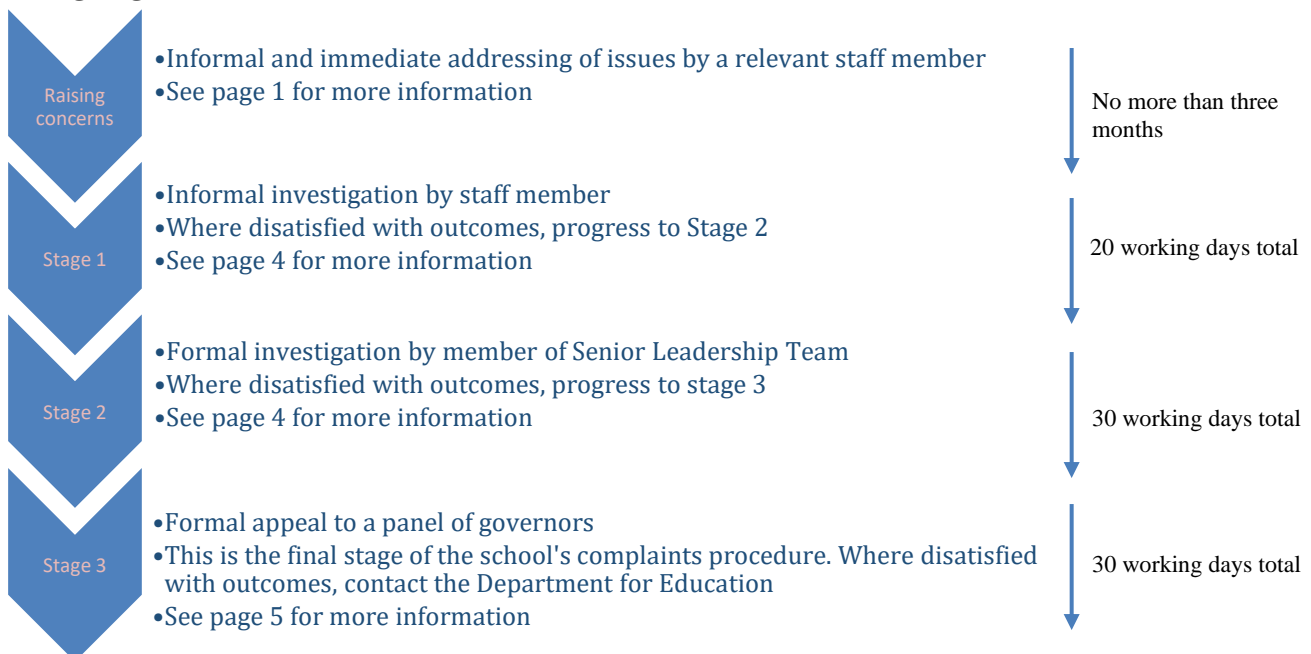 Raising
concerns
•Informal and immediate addressing of issues by a relevant staff member
•See page 1 for more information
No more than three
months
Stage 1
•Informal investigation by staff member
•Where disatisfied with outcomes, progress to Stage 2
•See page 4 for more information
20 working days total
Stage 2
•Formal investigation by member of Senior Leadership Team
•Where disatisfied with outcomes, progress to stage 3
•See page 4 for more information
30 working days total
Stage 3
•Formal appeal to a panel of governors
•This is the final stage of the school's complaints procedure. Where disatisfied
with outcomes, contact the Department for Education
•See page 5 for more information
30 working days total